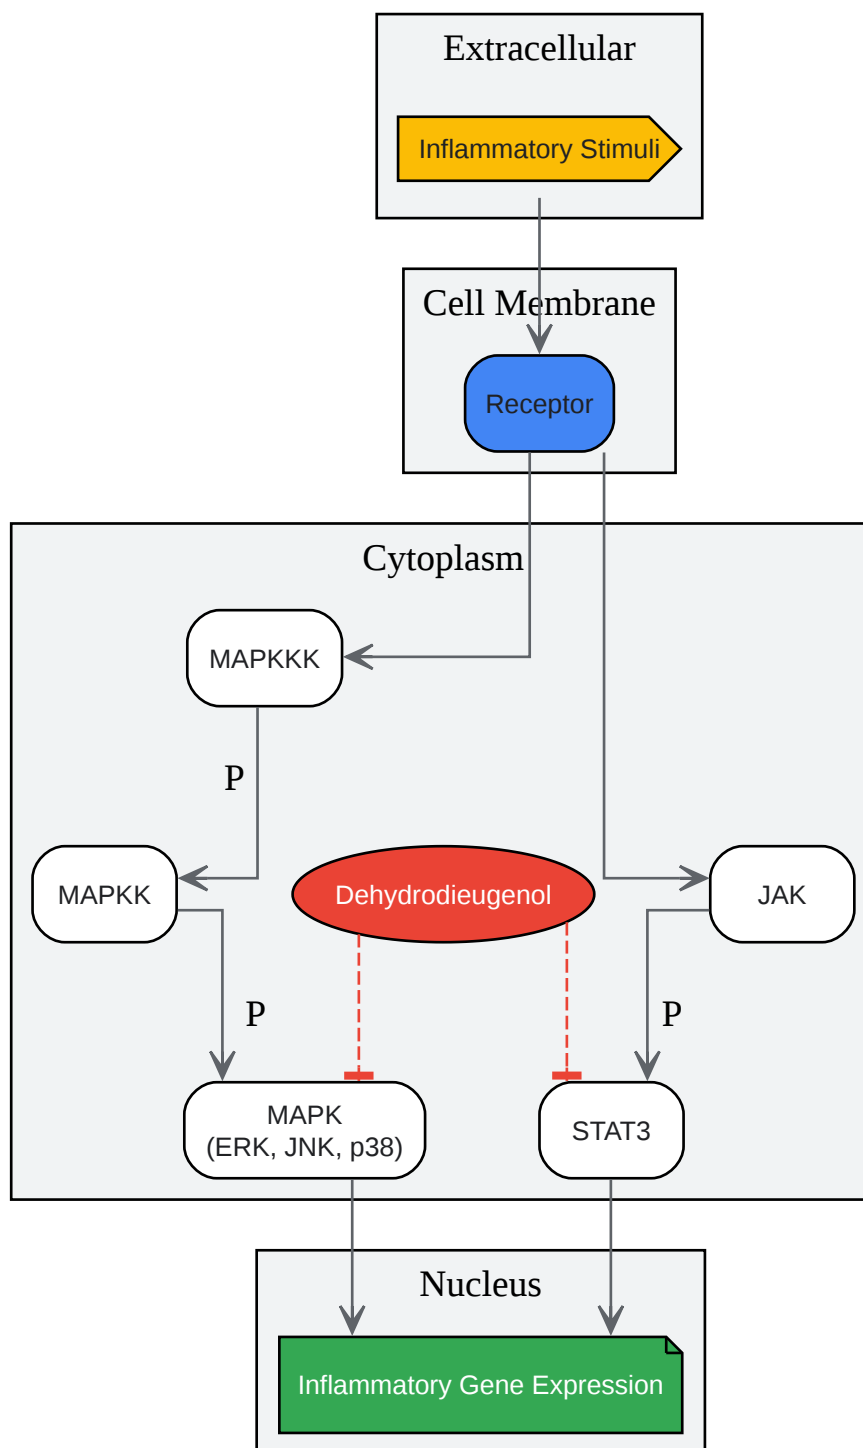 Extracellular
Inflammatory Stimuli
Cell Membrane
Receptor
Cytoplasm
MAPKKK
P
MAPKK
Dehydrodieugenol
JAK
P
P
MAPK
(ERK, JNK, p38)
STAT3
Nucleus
Inflammatory Gene Expression